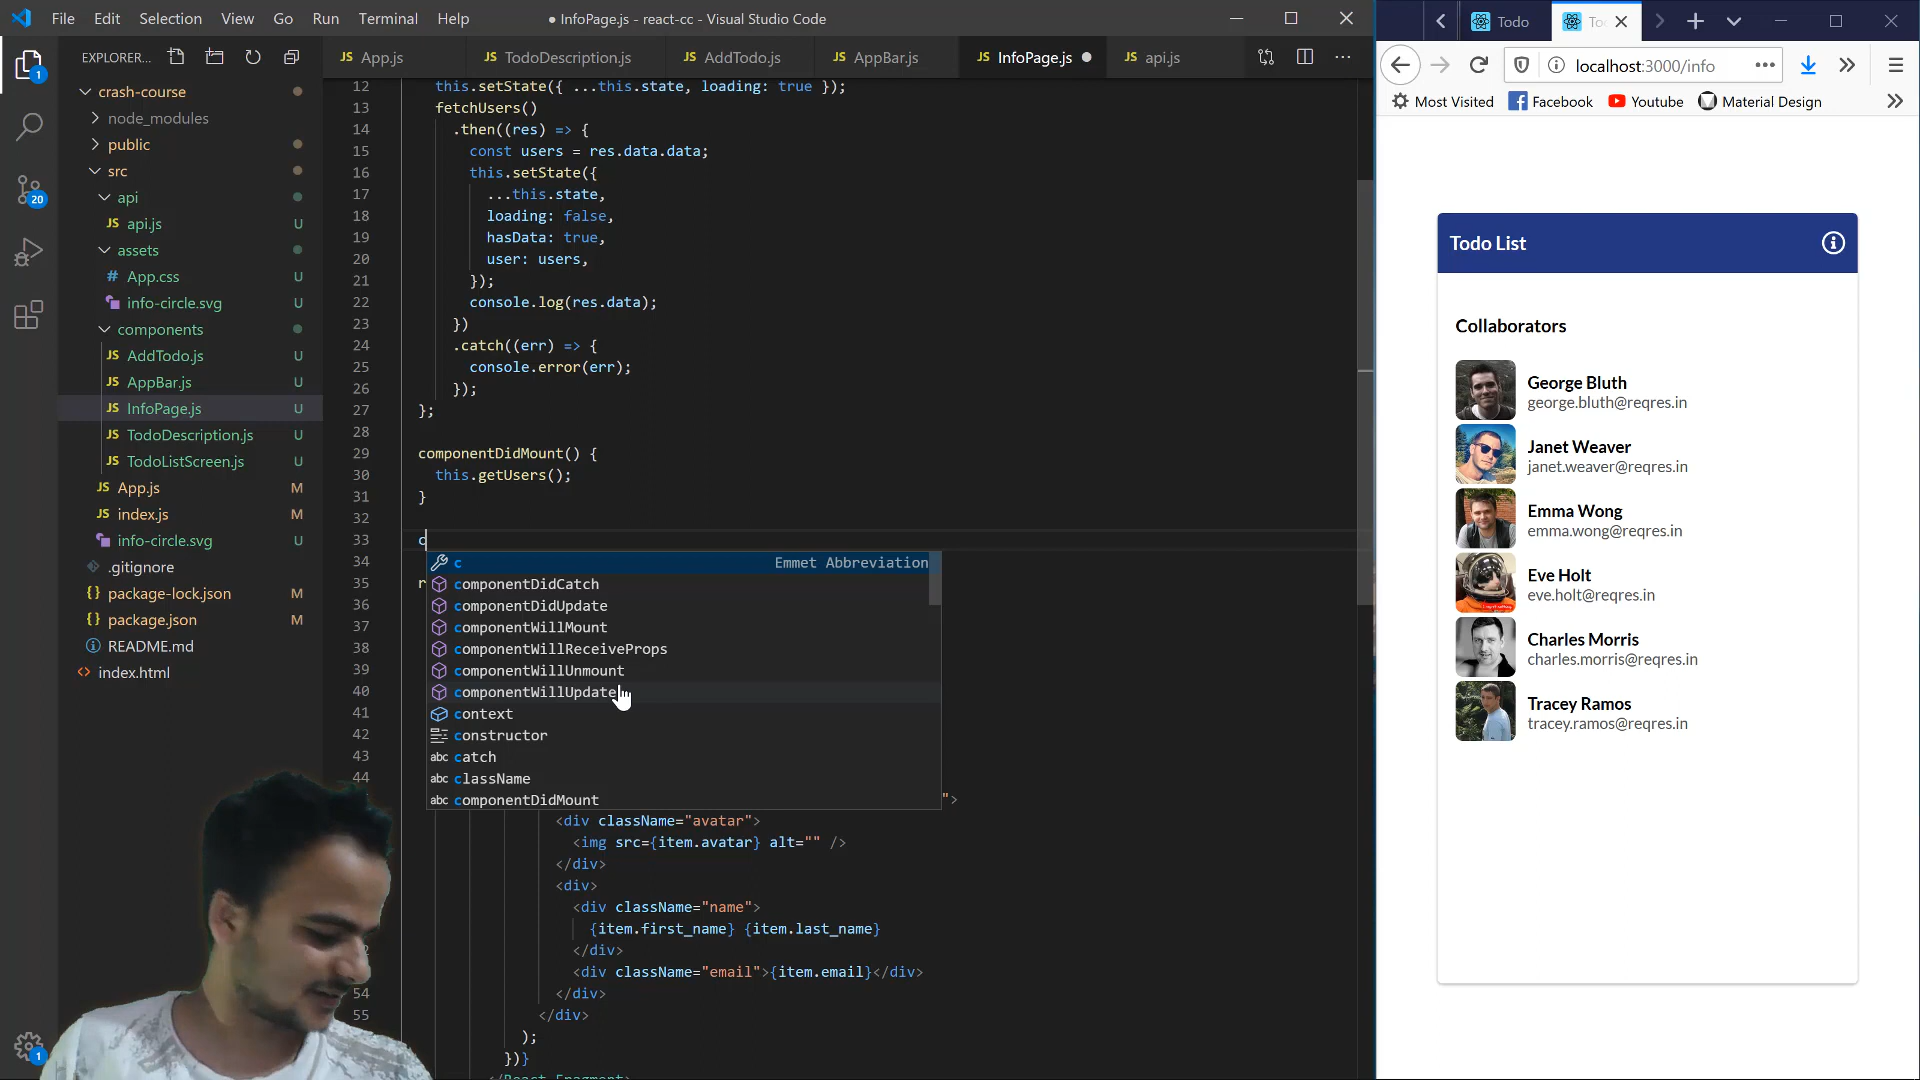 File Edit Selection View Go Run Terminal Help ● InfoPage.js - react-cc - Visual Studio Code
EXPLORER...
crash-course
node_modules
public
src
api
api.js U
assets
App.css
info-circle.svg U
components
AddTodo.js U
AppBar.js U
InfoPage.js U
TodoDescription.js U
TodoListScreen.js U
App.js M
index.js M
info-circle.svg U
.gitignore
package-lock.json M
package.json M
README.md
index.html
1
20
1
App.js TodoDescription.js AddTodo.js AppBar.js InfoPage.js api.js
12 this.setState({ ...this.state, loading: true });
13 fetchUsers()
14 .then((res) => {
15 const users = res.data.data;
16 this.setState({
17 ...this.state,
18 loading: false,
19 hasData: true,
20 user: users,
21 });
22 console.log(res.data);
23 })
24 .catch((err) => {
25 console.error(err);
26 });
27 };
28
29 componentDidMount() {
30 this.getUsers();
31 }
32
33 c
34
35 r
36
37
38
39
40
41
42
43
44
c Emmet Abbreviation
componentDidCatch
componentDidUpdate
componentWillMount
componentWillReceiveProps
componentWillUnmount
componentWillUpdate
context
constructor
abc catch
abc className
abc componentDidMount
">
<div className="avatar">
<img src={item.avatar} alt="" />
</div>
<div>
<div className="name">
{item.first_name} {item.last_name}
</div>
<div className="email">{item.email}</div>
54 </div>
55 </div>
);
})}
</React.Fragment>
Todo
localhost:3000/info
Most Visited Facebook Youtube Material Design
Todo List
Collaborators
George Bluth
george.bluth@reqres.in
Janet Weaver
janet.weaver@reqres.in
Emma Wong
emma.wong@reqres.in
Eve Holt
eve.holt@reqres.in
Charles Morris
charles.morris@reqres.in
Tracey Ramos
tracey.ramos@reqres.in